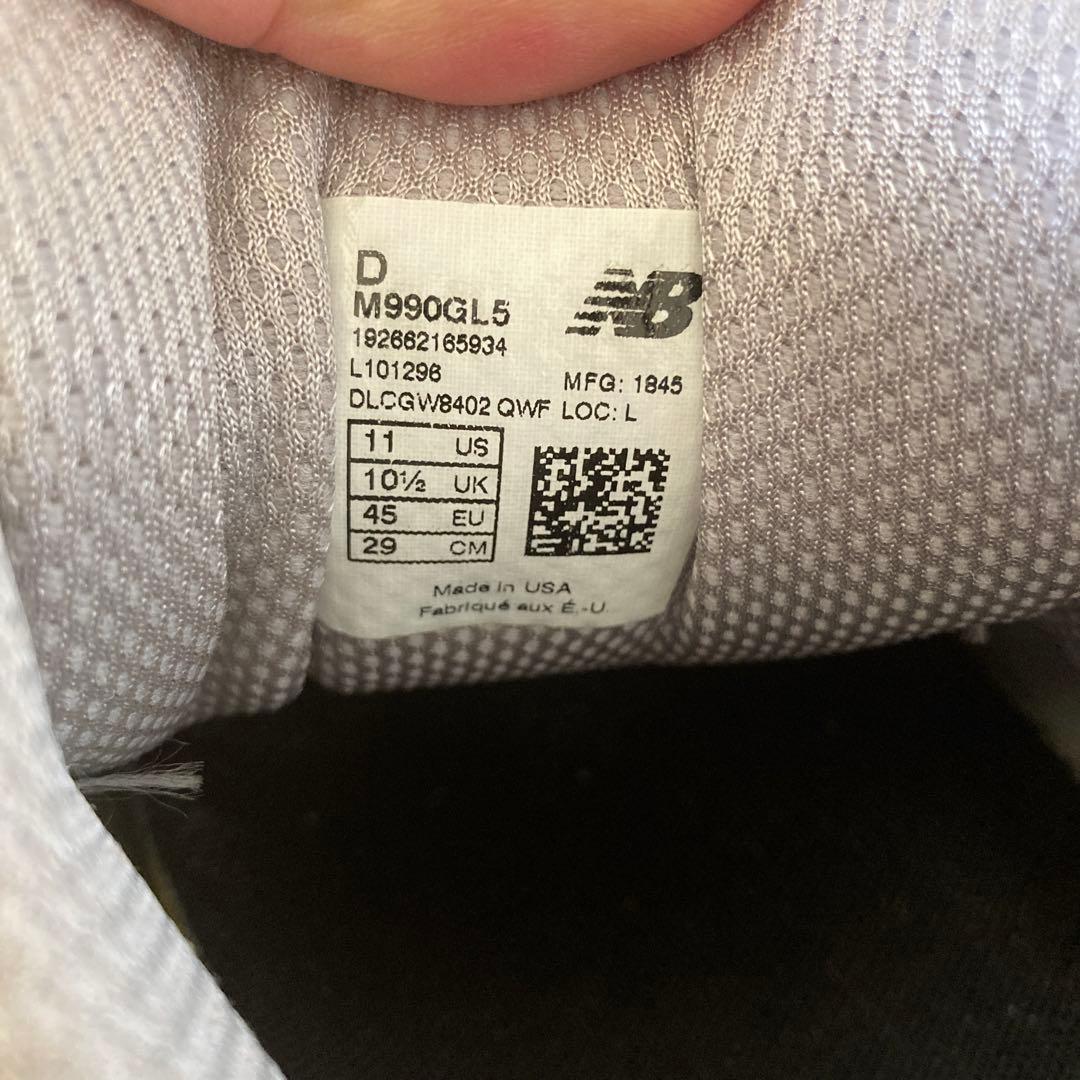 D
M990GL5
NB
192662165934
L101296
MFG: 1845
DLCGW8402 QWF LOC: L
11 US
10½ UK
45 EU
29 CM
Made in USA
Fabriqué aux É.-U.